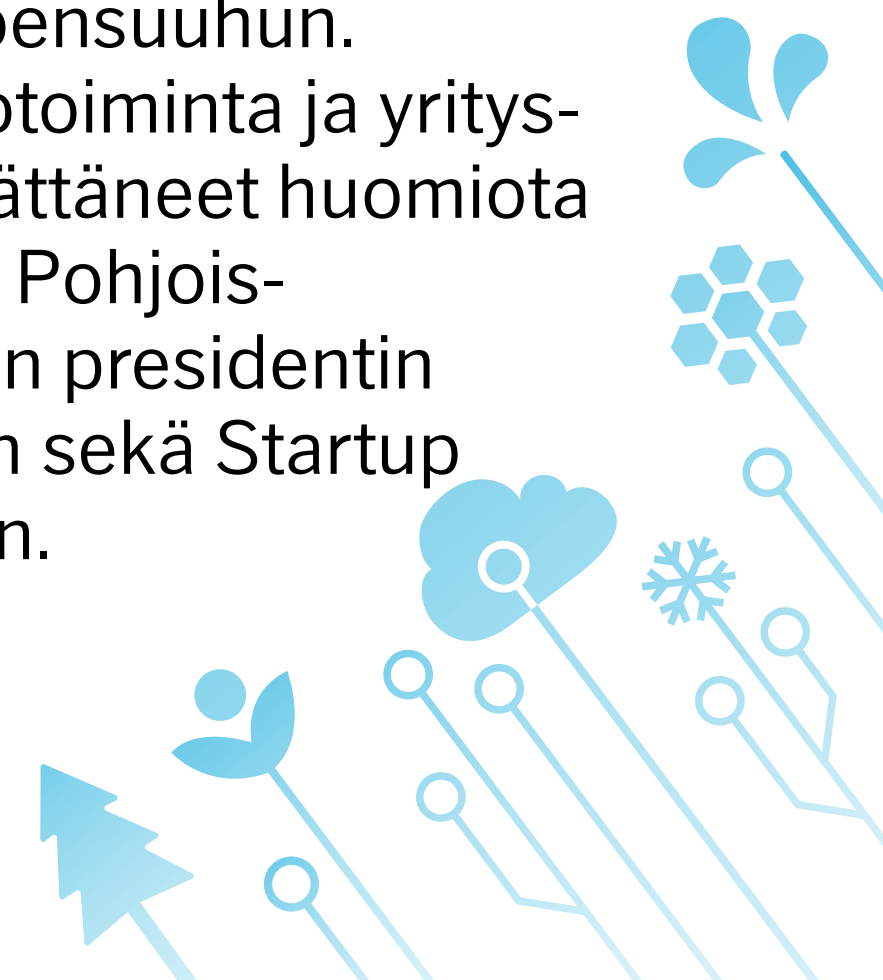 pensuuhun.
otoiminta ja yritys-
ättäneet huomiota
Pohjois-
n presidentin
n sekä Startup
n.